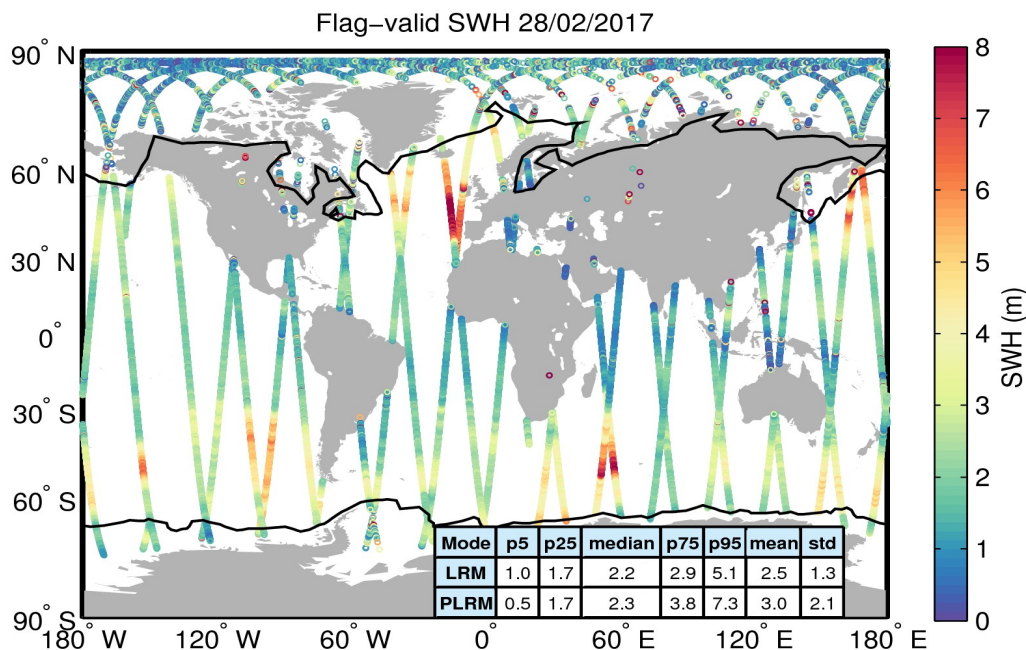 Flag−valid SWH 28/02/2017
90° N
60° N
30° N
0°
30° S
60° S
90° S
180° W
120° W
60° W
0°
60° E
120° E
180° E
8
7
6
5
4
3
2
1
0
SWH (m)
Mode p5 p25 median p75 p95 mean std
LRM 1.0 1.7 2.2 2.9 5.1 2.5 1.3
PLRM 0.5 1.7 2.3 3.8 7.3 3.0 2.1